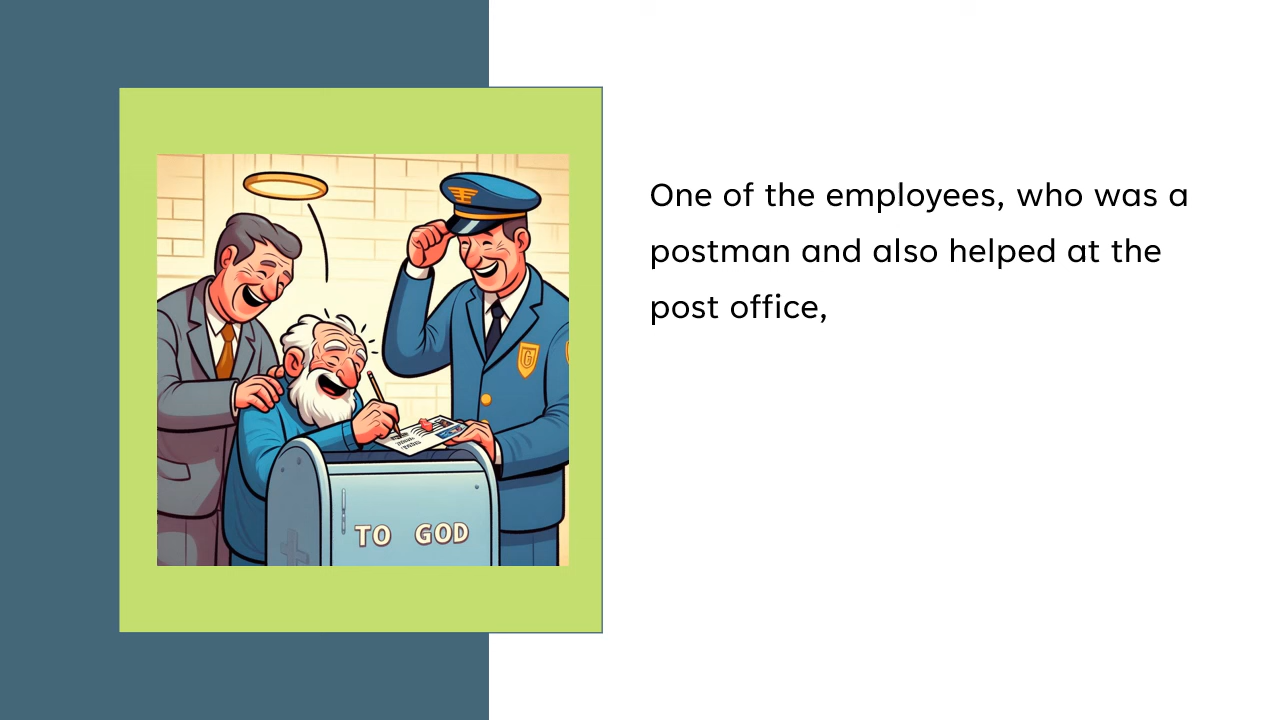 One of the employees, who was a
postman and also helped at the
post office,
TO GOD